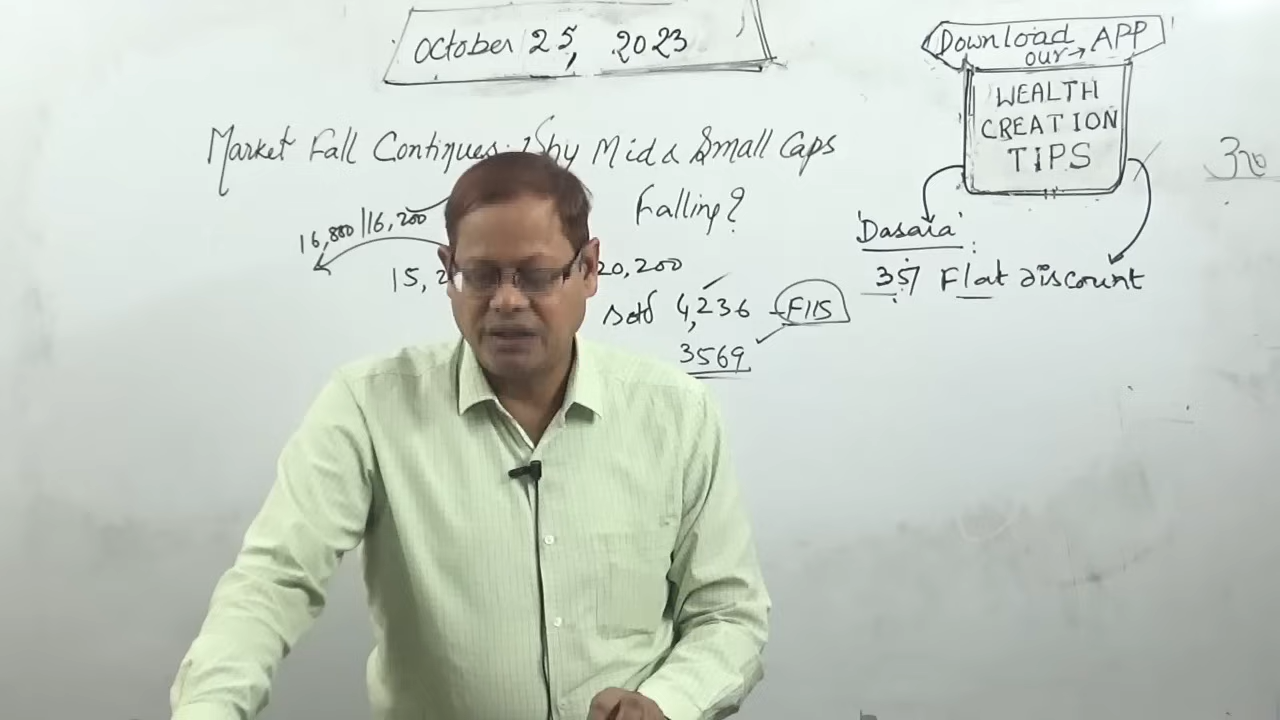 October 25, 2023
Download APP
our→
WEALTH
CREATION
TIPS
Market Fall Continues: Why Mid & Small Caps
Falling?
16,800/16,200
15,2
20,200
sold 4,236 FIIS
3569
'Dasara'
35% Flat discount